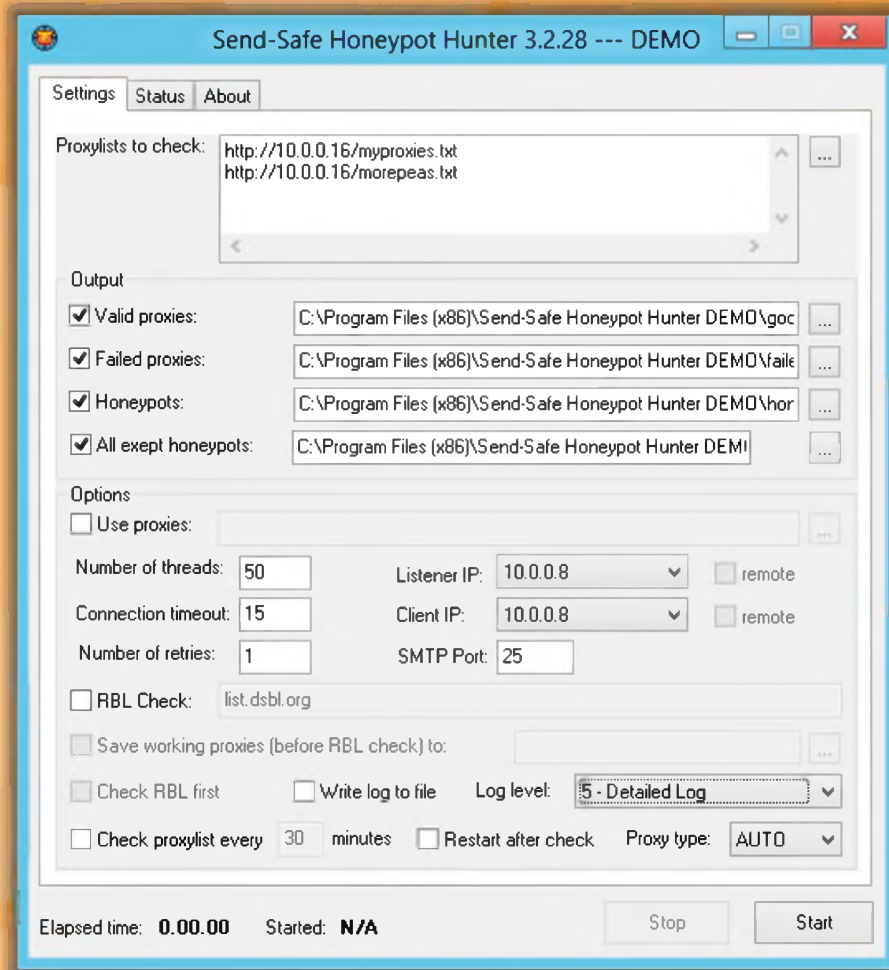 Send-Safe Honeypot Hunter 3.2.28 --- DEMO
Settings Status About
Proxylists to check: http://10.0.0.16/myproxies.txt ...
http://10.0.0.16/morepeas.txt
Output
Valid proxies: C:\Program Files (x86)\Send-Safe Honeypot Hunter DEMO\goc ...
Failed proxies: C:\Program Files (x86)\Send-Safe Honeypot Hunter DEMO\faile ...
Honeypots: C:\Program Files (x86)\Send-Safe Honeypot Hunter DEMO\hor ...
All exept honeypots: C:\Program Files (x86)\Send-Safe Honeypot Hunter DEM ...
Options
Use proxies: ...
Number of threads: 50 Listener IP: 10.0.0.8 remote
Connection timeout: 15 Client IP: 10.0.0.8 remote
Number of retries: 1 SMTP Port: 25
RBL Check: list.dsbl.org
Save working proxies (before RBL check) to: ...
Check RBL first Write log to file Log level: 5 - Detailed Log
Check proxylist every 30 minutes Restart after check Proxy type: AUTO
Elapsed time: 0.00.00 Started: N/A Stop Start